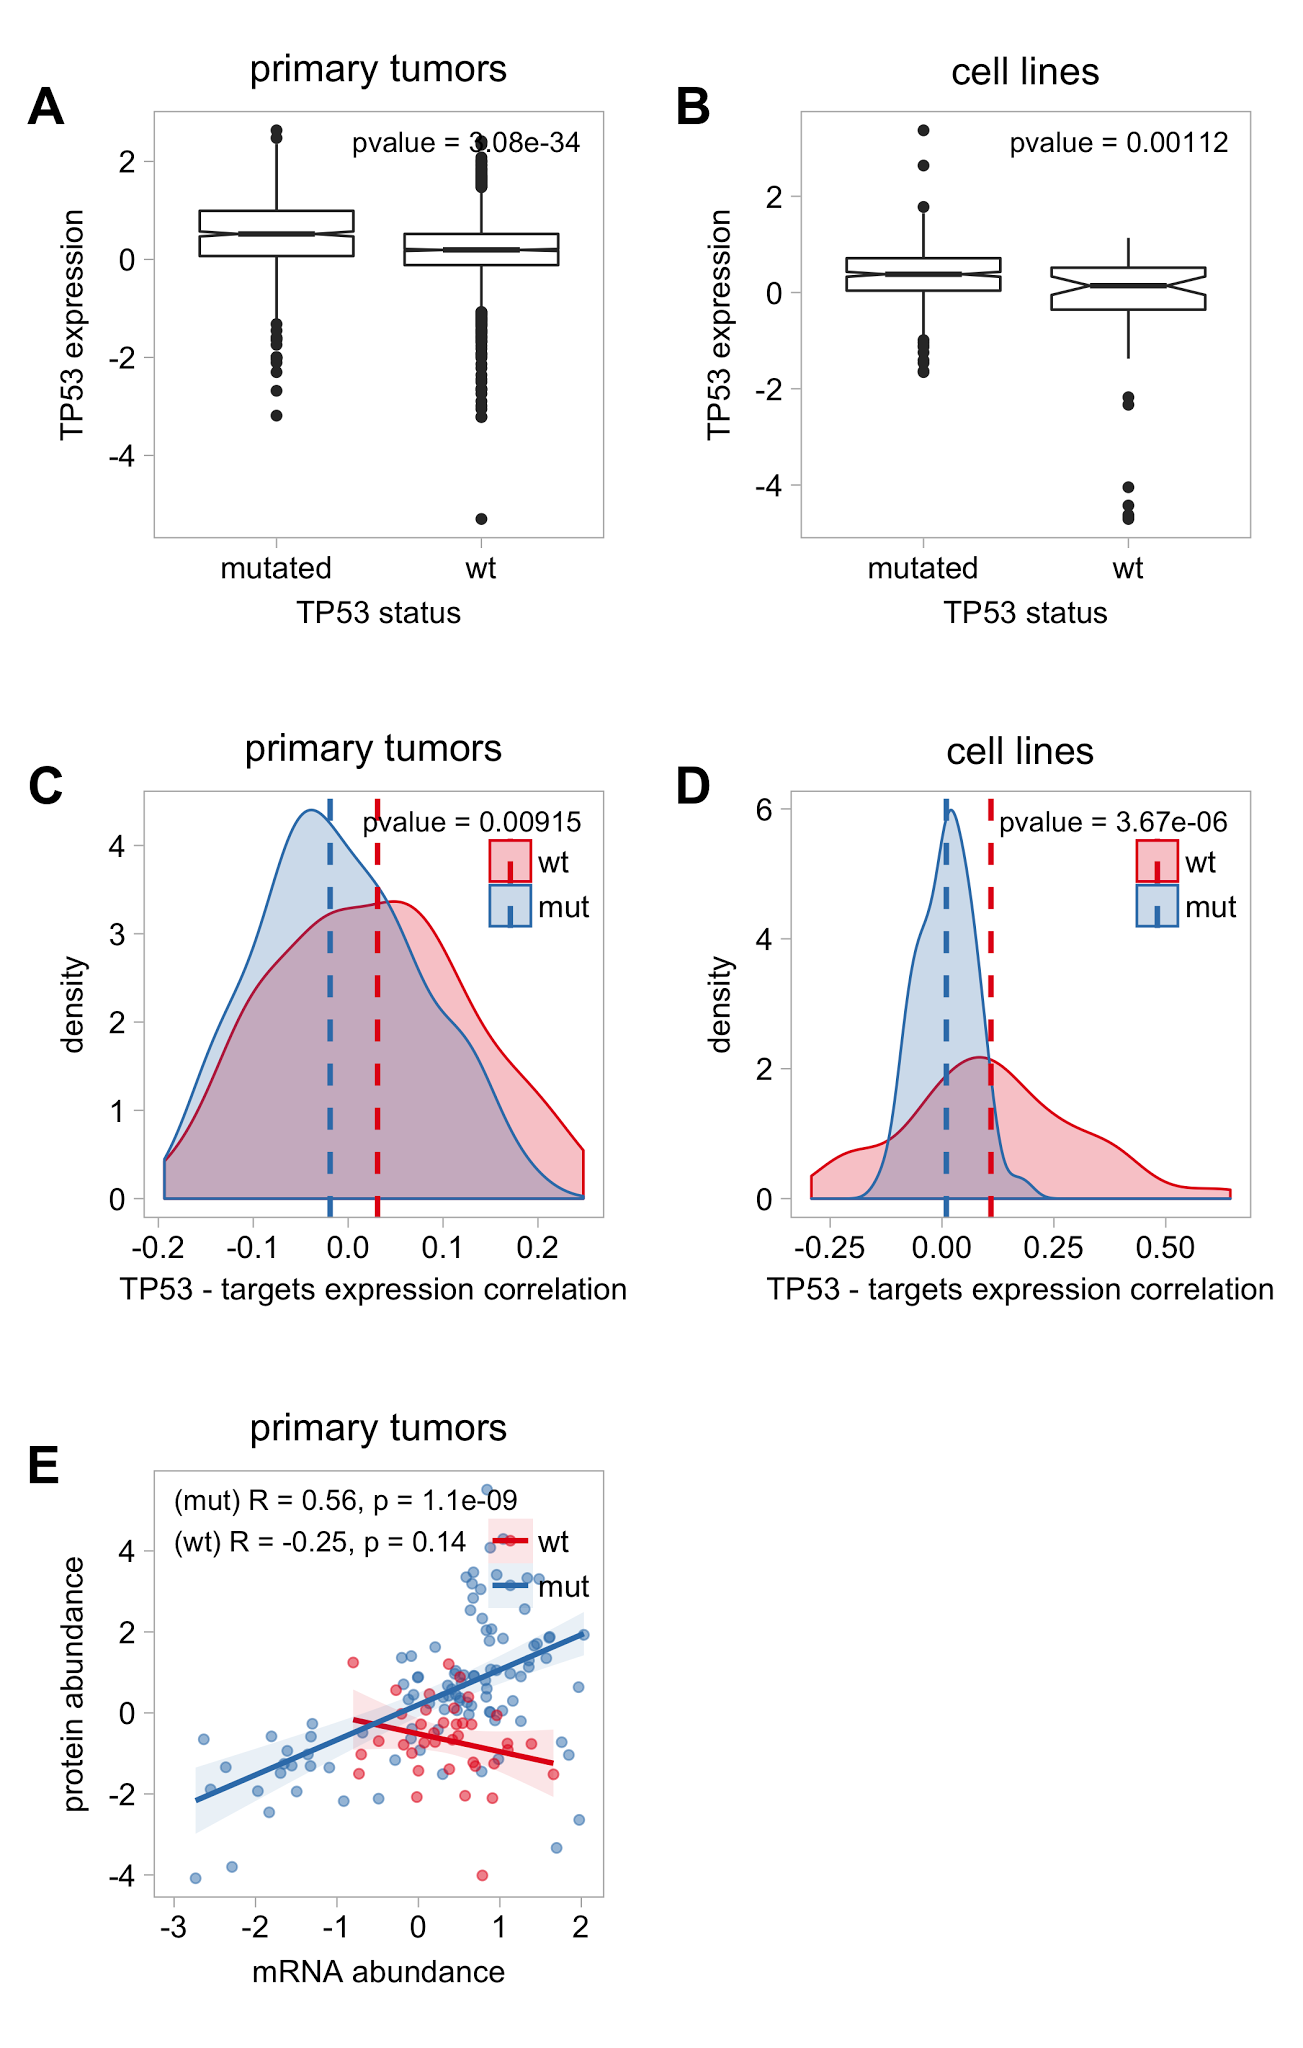 primary tumors
A
pvalue = 3.08e-34
2
0
-2
-4
TP53 expression
mutated
wt
TP53 status
cell lines
B
pvalue = 0.00112
2
0
-2
-4
TP53 expression
mutated
wt
TP53 status
primary tumors
C
pvalue = 0.00915
wt
mut
4
3
2
1
0
density
-0.2 -0.1 0.0 0.1 0.2
TP53 - targets expression correlation
cell lines
D
pvalue = 3.67e-06
wt
mut
6
4
2
0
density
-0.25 0.00 0.25 0.50
TP53 - targets expression correlation
primary tumors
E
(mut) R = 0.56, p = 1.1e-09
(wt) R = -0.25, p = 0.14
wt
mut
4
2
0
-2
-4
protein abundance
-3 -2 -1 0 1 2
mRNA abundance